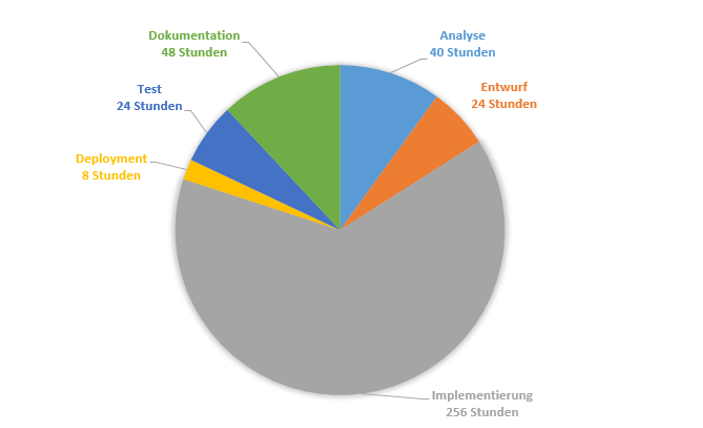 Dokumentation
48 Stunden
Analyse
40 Stunden
Test
24 Stunden
Entwurf
24 Stunden
Deployment
8 Stunden
Implementierung
256 Stunden